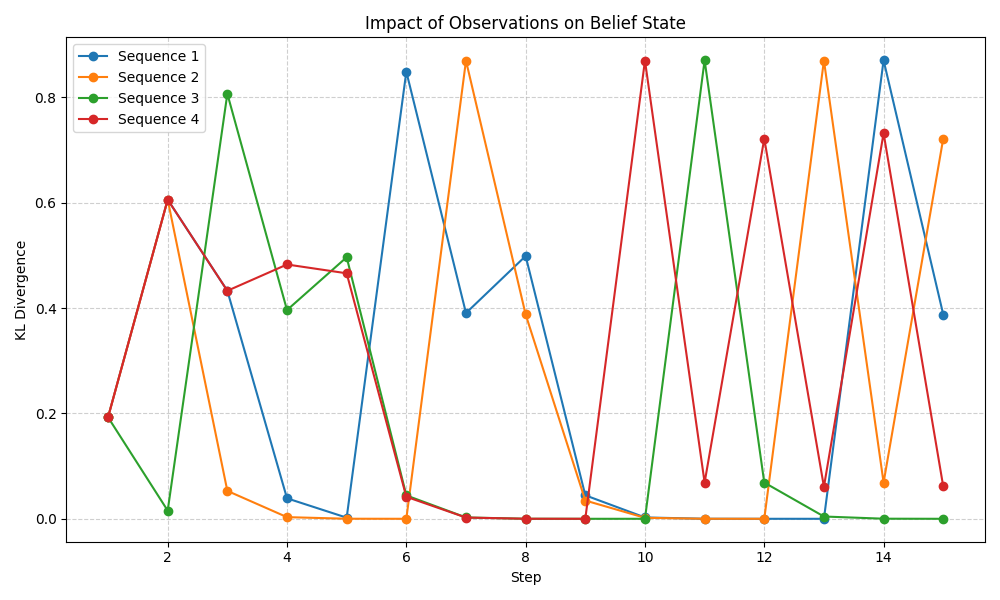 Impact of Observations on Belief State
Sequence 1
Sequence 2
Sequence 3
Sequence 4
KL Divergence
0.8
0.6
0.4
0.2
0.0
2 4 6 8 10 12 14
Step